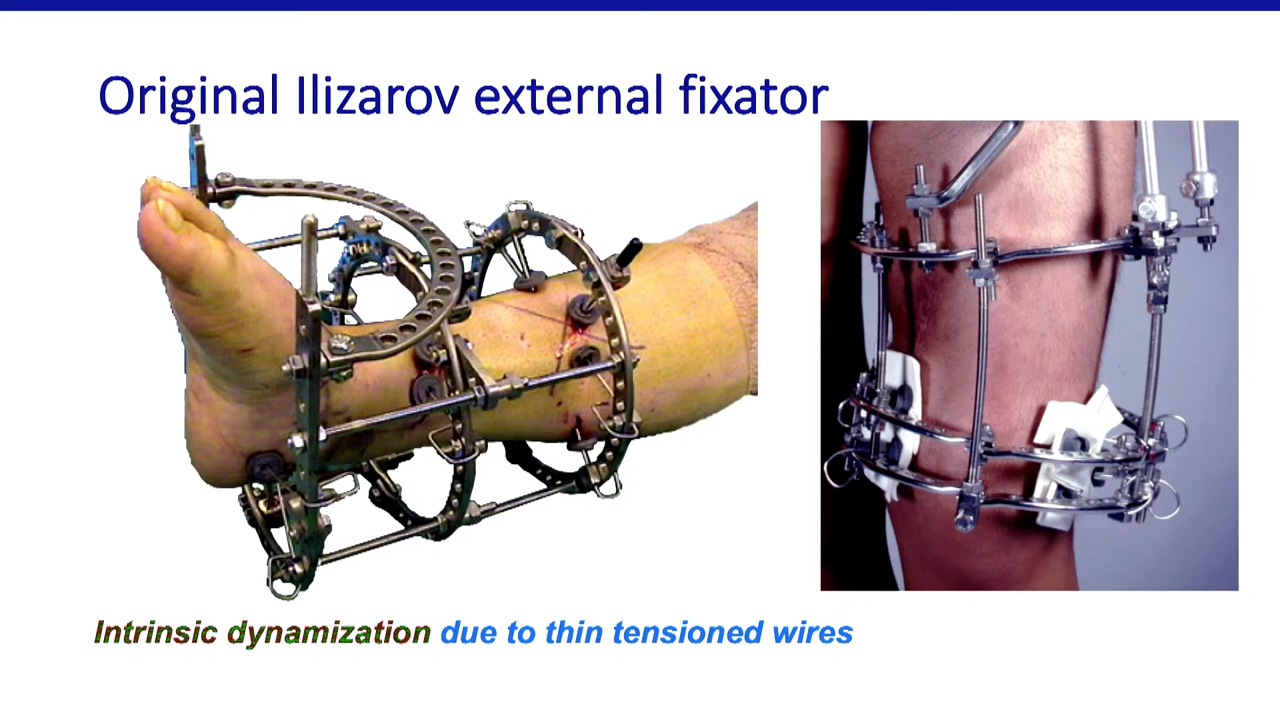 Original Ilizarov external fixator
Intrinsic dynamization due to thin tensioned wires